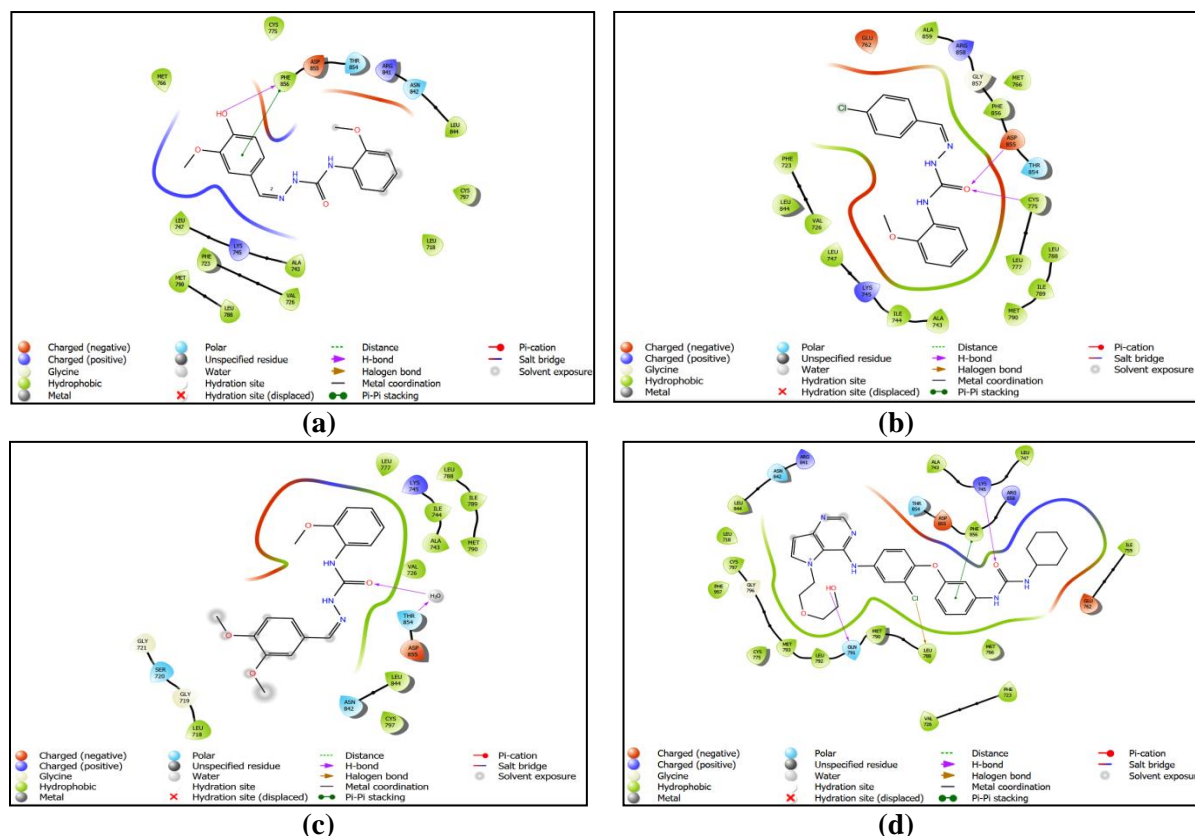 CYS
775
MET
766
PHE
856
ASP
855
THR
854
ARG
841
ASN
842
LEU
844
HO
O
O
Z
N
NH
O
NH
CYS
797
LEU
718
LEU
747
LYS
745
PHE
723
ALA
MET
790
VAL
726
LEU
788
Charged (negative)
Charged (positive)
Glycine
Hydrophobic
Metal
Polar
Unspecified residue
Water
Hydration site
Hydration site (displaced)
Distance
H-bond
Halogen bond
Metal coordination
Pi-Pi stacking
Pi-cation
Salt bridge
Solvent exposure
(a)
GLU
762
ALA
859
ARG
858
GLY
857
MET
766
PHE
856
ASP
855
THR
854
Cl
N
NH
O
NH
O
PHE
723
LEU
844
VAL
726
CYS
775
LEU
777
LEU
788
ILE
789
MET
790
LEU
747
LYS
745
ILE
744
ALA
743
Charged (negative)
Charged (positive)
Glycine
Hydrophobic
Metal
Polar
Unspecified residue
Water
Hydration site
Hydration site (displaced)
Distance
H-bond
Halogen bond
Metal coordination
Pi-Pi stacking
Pi-cation
Salt bridge
Solvent exposure
(b)
LEU
777
LEU
788
LYS
745
ILE
744
ILE
789
ALA
743
MET
790
VAL
726
O
NH
O
NH
N
O
O
H₂O
THR
854
ASP
855
GLY
721
SER
720
GLY
719
LEU
718
LEU
844
ASN
842
CYS
797
Charged (negative)
Charged (positive)
Glycine
Hydrophobic
Metal
Polar
Unspecified residue
Water
Hydration site
Hydration site (displaced)
Distance
H-bond
Halogen bond
Metal coordination
Pi-Pi stacking
Pi-cation
Salt bridge
Solvent exposure
(c)
ARG
841
ASN
842
LEU
844
LEU
718
CYS
797
GLY
796
PHE
997
CYS
775
MET
793
LEU
792
GLN
791
MET
790
LEU
788
MET
766
VAL
726
PHE
723
GLU
762
ILE
759
ALA
743
LEU
747
LYS
745
ARG
858
THR
854
ASP
855
PHE
856
N
N
N
NH
O
Cl
HO
O
O
NH
NH
Charged (negative)
Charged (positive)
Glycine
Hydrophobic
Metal
Polar
Unspecified residue
Water
Hydration site
Hydration site (displaced)
Distance
H-bond
Halogen bond
Metal coordination
Pi-Pi stacking
Pi-cation
Salt bridge
Solvent exposure
(d)